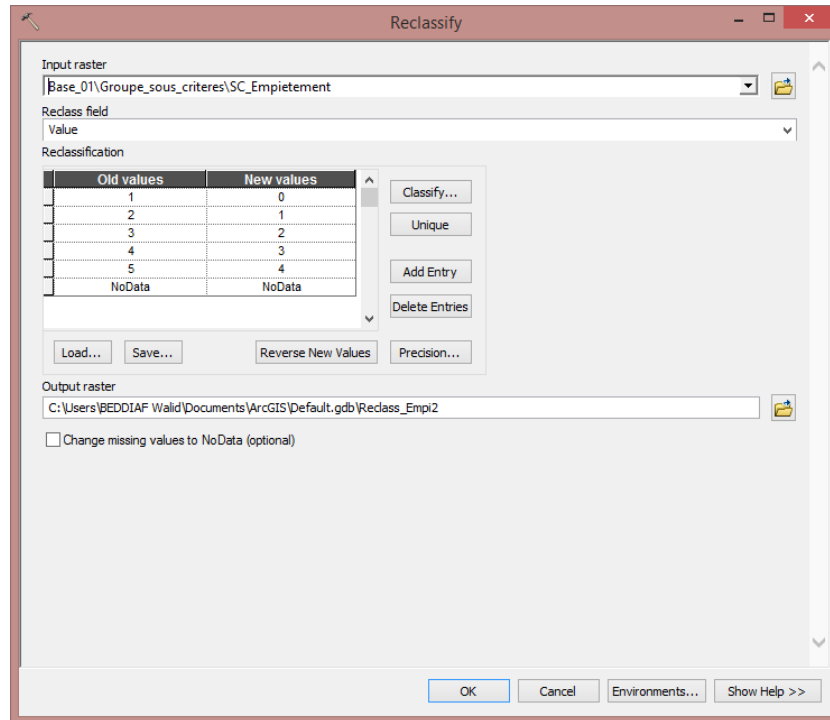 Reclassify
Input raster
Base_01\Groupe_sous_criteres\SC_Empietement
Reclass field
Value
Reclassification
Old values New values
1 0
2 1
3 2
4 3
5 4
NoData NoData
Classify...
Unique
Add Entry
Delete Entries
Load... Save... Reverse New Values Precision...
Output raster
C:\Users\BEDDIAF Walid\Documents\ArcGIS\Default.gdb\Reclass_Empi2
Change missing values to NoData (optional)
OK Cancel Environments... Show Help >>